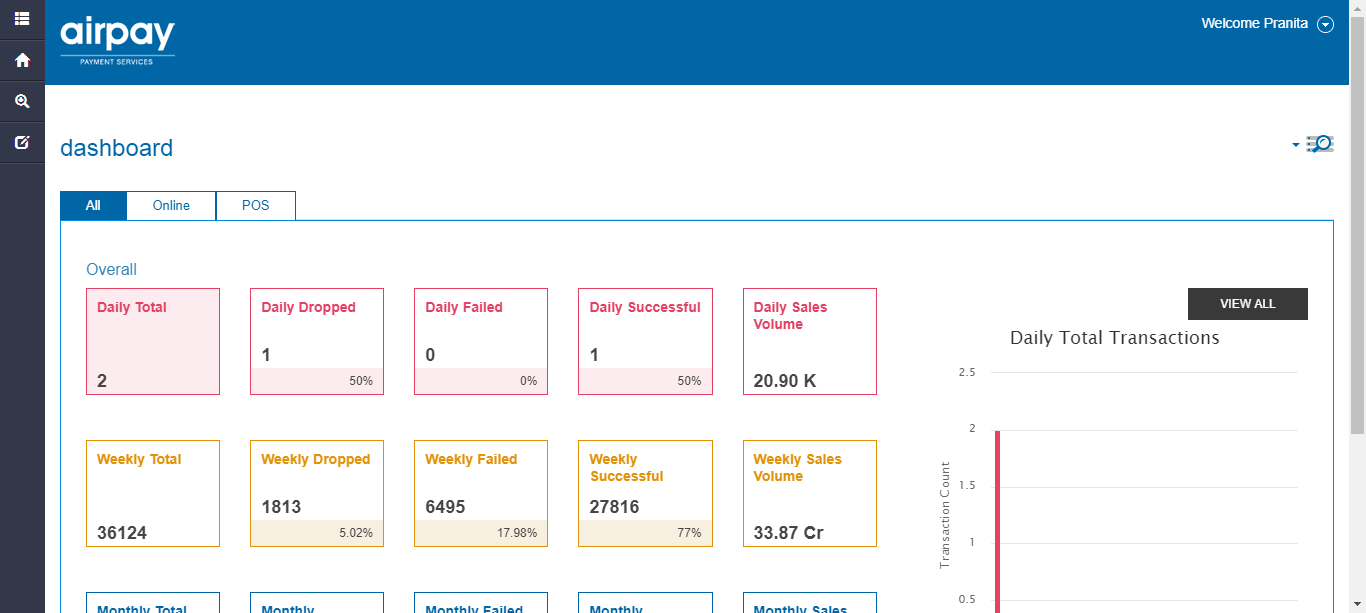 airpay
PAYMENT SERVICES
Welcome Pranita
dashboard
All
Online
POS
Overall
Daily Total
2
Daily Dropped
1
50%
Daily Failed
0
0%
Daily Successful
1
50%
Daily Sales
Volume
20.90 K
VIEW ALL
Daily Total Transactions
2.5
2
1.5
1
0.5
Transaction Count
Weekly Total
36124
Weekly Dropped
1813
5.02%
Weekly Failed
6495
17.98%
Weekly
Successful
27816
77%
Weekly Sales
Volume
33.87 Cr
Monthly Total
Monthly
Monthly Failed
Monthly
Monthly Sales